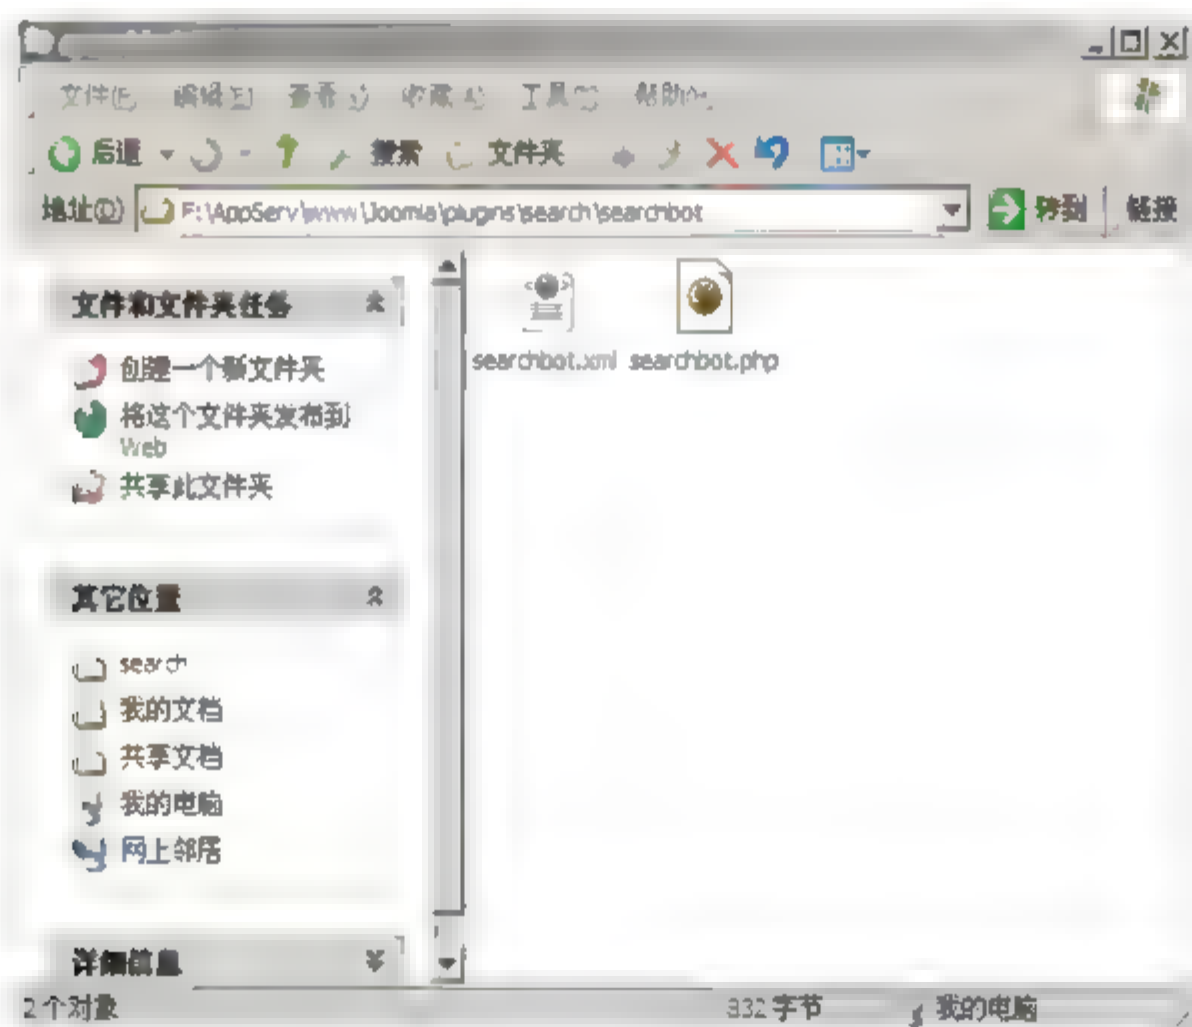 文件(F) 编辑(E) 查看(V) 收藏(A) 工具(T) 帮助(H)
后退 搜索 文件夹
地址(D) F:\AppServ\www\Joomla\plugins\search\searchbot 转到 链接
文件和文件夹任务
创建一个新文件夹
将这个文件夹发布到
Web
共享此文件夹
searchbot.xml searchbot.php
其它位置
search
我的文档
共享文档
我的电脑
网上邻居
详细信息
2个对象 832 字节 我的电脑